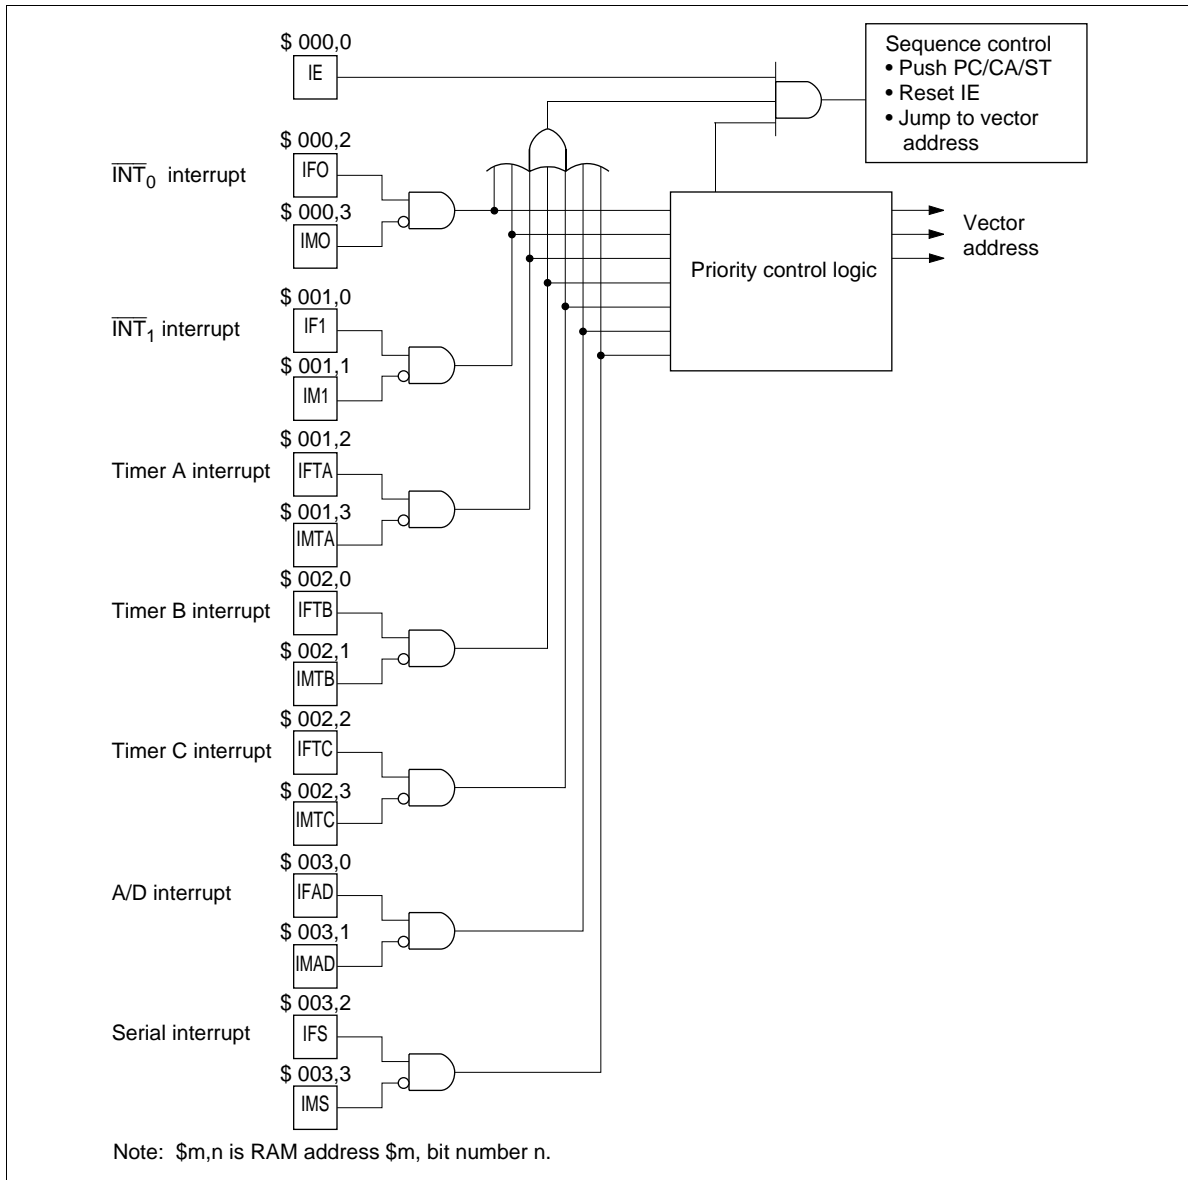 $ 000,0
IE
Sequence control
• Push PC/CA/ST
• Reset IE
• Jump to vector
address
$ 000,2
IFO
INT0 interrupt
$ 000,3
IMO
Priority control logic
Vector
address
$ 001,0
IF1
INT1 interrupt
$ 001,1
IM1
$ 001,2
Timer A interrupt
IFTA
$ 001,3
IMTA
$ 002,0
Timer B interrupt
IFTB
$ 002,1
IMTB
$ 002,2
Timer C interrupt
IFTC
$ 002,3
IMTC
$ 003,0
A/D interrupt
IFAD
$ 003,1
IMAD
$ 003,2
Serial interrupt
IFS
$ 003,3
IMS
Note: $m,n is RAM address $m, bit number n.